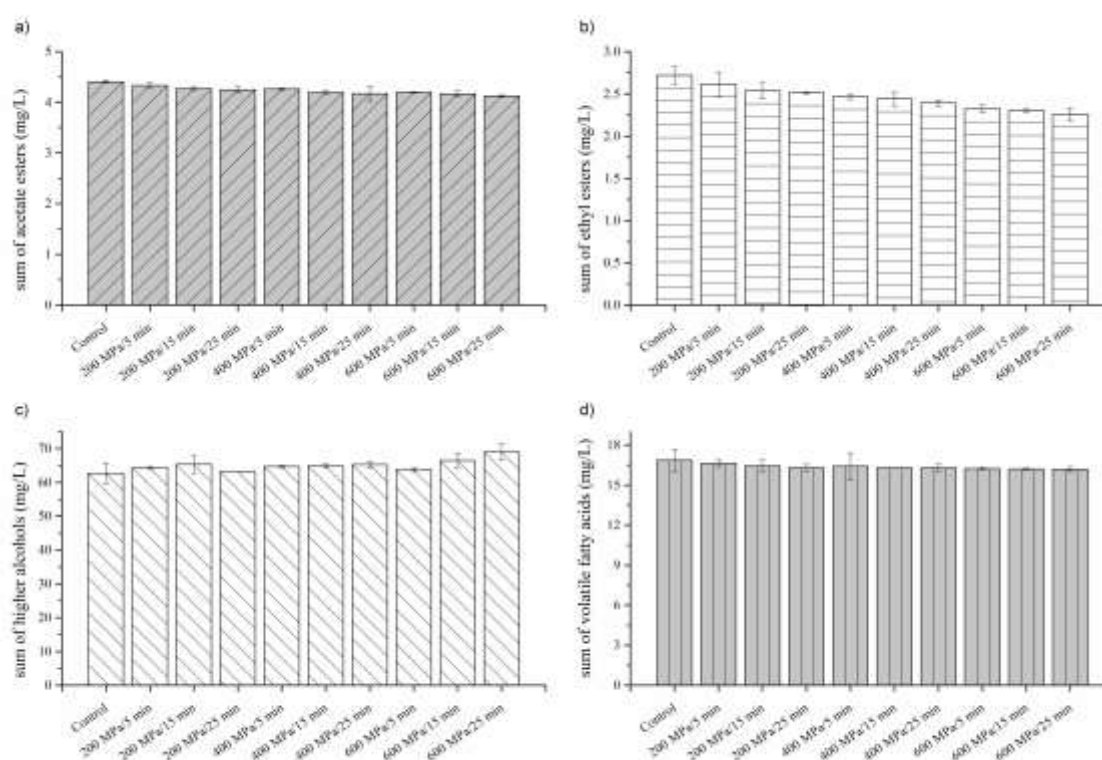 a)
sum of acetate esters (mg/L)
5
4
3
2
1
0
Control
200 MPa/5 min
200 MPa/15 min
200 MPa/25 min
400 MPa/5 min
400 MPa/15 min
400 MPa/25 min
600 MPa/5 min
600 MPa/15 min
600 MPa/25 min
b)
sum of ethyl esters (mg/L)
3.0
2.5
2.0
1.5
1.0
0.5
0.0
Control
200 MPa/5 min
200 MPa/15 min
200 MPa/25 min
400 MPa/5 min
400 MPa/15 min
400 MPa/25 min
600 MPa/5 min
600 MPa/15 min
600 MPa/25 min
c)
sum of higher alcohols (mg/L)
70
60
50
40
30
20
10
0
Control
200 MPa/5 min
200 MPa/15 min
200 MPa/25 min
400 MPa/5 min
400 MPa/15 min
400 MPa/25 min
600 MPa/5 min
600 MPa/15 min
600 MPa/25 min
d)
sum of volatile fatty acids (mg/L)
18
15
12
9
6
3
0
Control
200 MPa/5 min
200 MPa/15 min
200 MPa/25 min
400 MPa/5 min
400 MPa/15 min
400 MPa/25 min
600 MPa/5 min
600 MPa/15 min
600 MPa/25 min